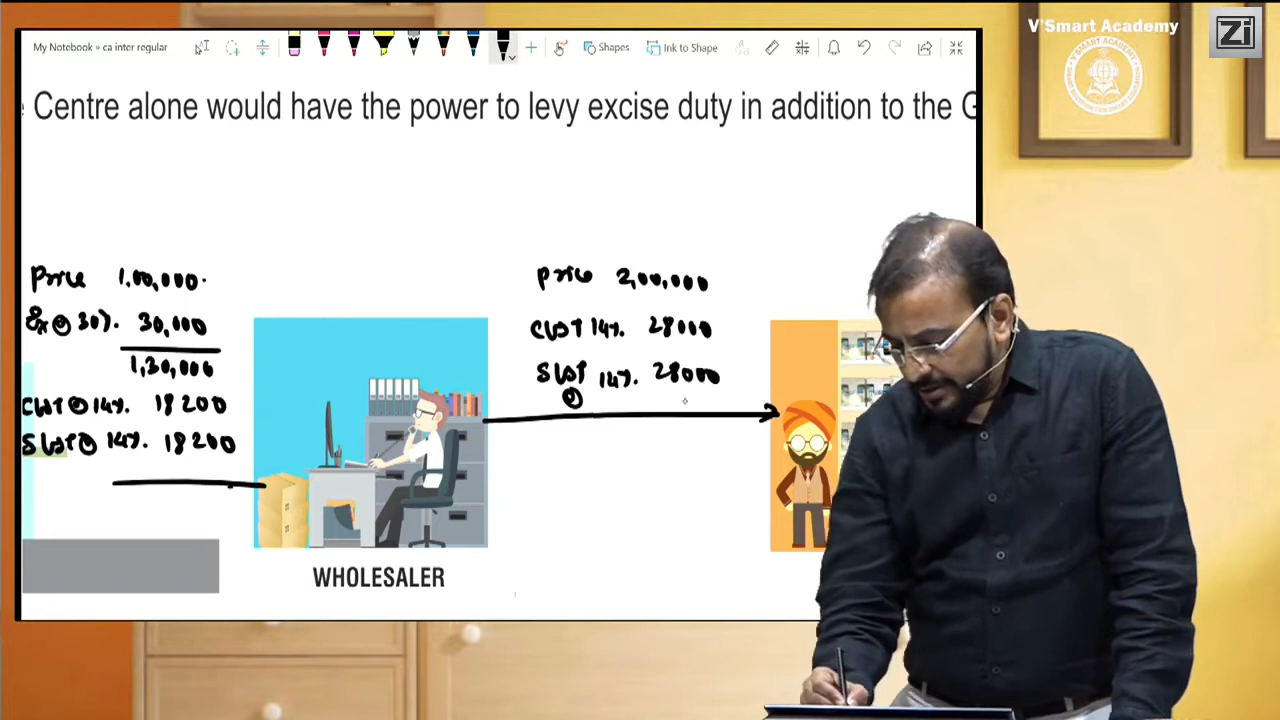 V'Smart Academy
Zi
My Notebook » ca inter regular
Shapes
Ink to Shape
Centre alone would have the power to levy excise duty in addition to the G
Price 1,00,000.
Ex @ 30%. 30,000
1,30,000
CGST @ 14%. 18200
SGST @ 14%. 18200
Price 2,00,000
CGST 14%. 28000
SGST 14%. 28000
WHOLESALER